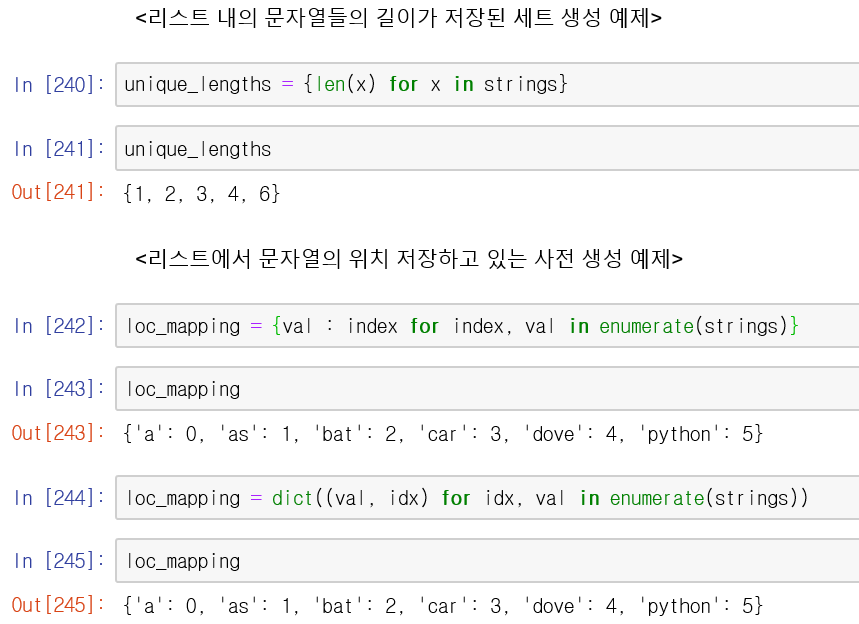 <리스트 내의 문자열들의 길이가 저장된 세트 생성 예제>
In [240]: unique_lengths = {len(x) for x in strings}
In [241]: unique_lengths
Out[241]: {1, 2, 3, 4, 6}
<리스트에서 문자열의 위치 저장하고 있는 사전 생성 예제>
In [242]: loc_mapping = {val : index for index, val in enumerate(strings)}
In [243]: loc_mapping
Out[243]: {'a': 0, 'as': 1, 'bat': 2, 'car': 3, 'dove': 4, 'python': 5}
In [244]: loc_mapping = dict((val, idx) for idx, val in enumerate(strings))
In [245]: loc_mapping
Out[245]: {'a': 0, 'as': 1, 'bat': 2, 'car': 3, 'dove': 4, 'python': 5}